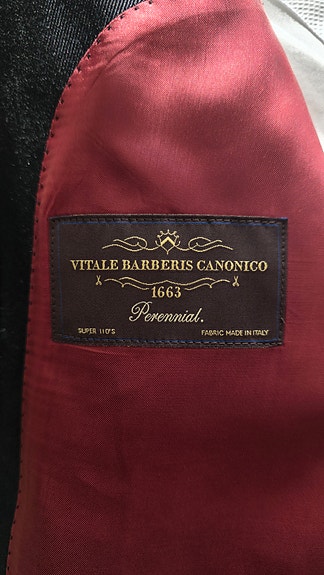 VITALE BARBERIS CANONICO
1663
Perennial.
SUPER 110'S FABRIC MADE IN ITALY